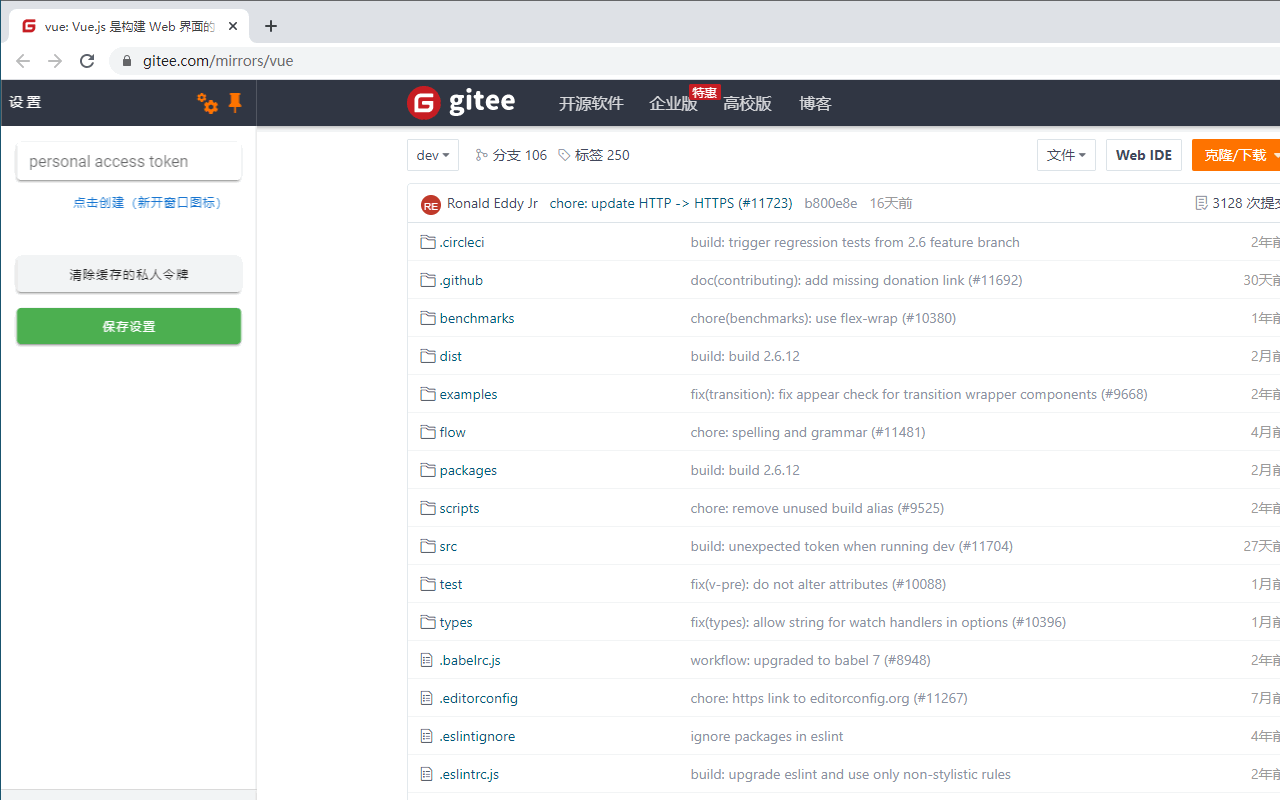 vue: Vue.js 是构建 Web 界面的
gitee.com/mirrors/vue
设置
gitee
开源软件
企业版
特惠
高校版
博客
personal access token
点击创建（新开窗口图标）
清除缓存的私人令牌
保存设置
dev
分支 106
标签 250
文件
Web IDE
克隆/下载
RE
Ronald Eddy Jr chore: update HTTP -> HTTPS (#11723) b800e8e 16天前
3128 次提交
.circleci build: trigger regression tests from 2.6 feature branch 2年前
.github doc(contributing): add missing donation link (#11692) 30天前
benchmarks chore(benchmarks): use flex-wrap (#10380) 1年前
dist build: build 2.6.12 2月前
examples fix(transition): fix appear check for transition wrapper components (#9668) 2年前
flow chore: spelling and grammar (#11481) 4月前
packages build: build 2.6.12 2月前
scripts chore: remove unused build alias (#9525) 2年前
src build: unexpected token when running dev (#11704) 27天前
test fix(v-pre): do not alter attributes (#10088) 1月前
types fix(types): allow string for watch handlers in options (#10396) 1月前
.babelrc.js workflow: upgraded to babel 7 (#8948) 2年前
.editorconfig chore: https link to editorconfig.org (#11267) 7月前
.eslintignore ignore packages in eslint 4年前
.eslintrc.js build: upgrade eslint and use only non-stylistic rules 2年前